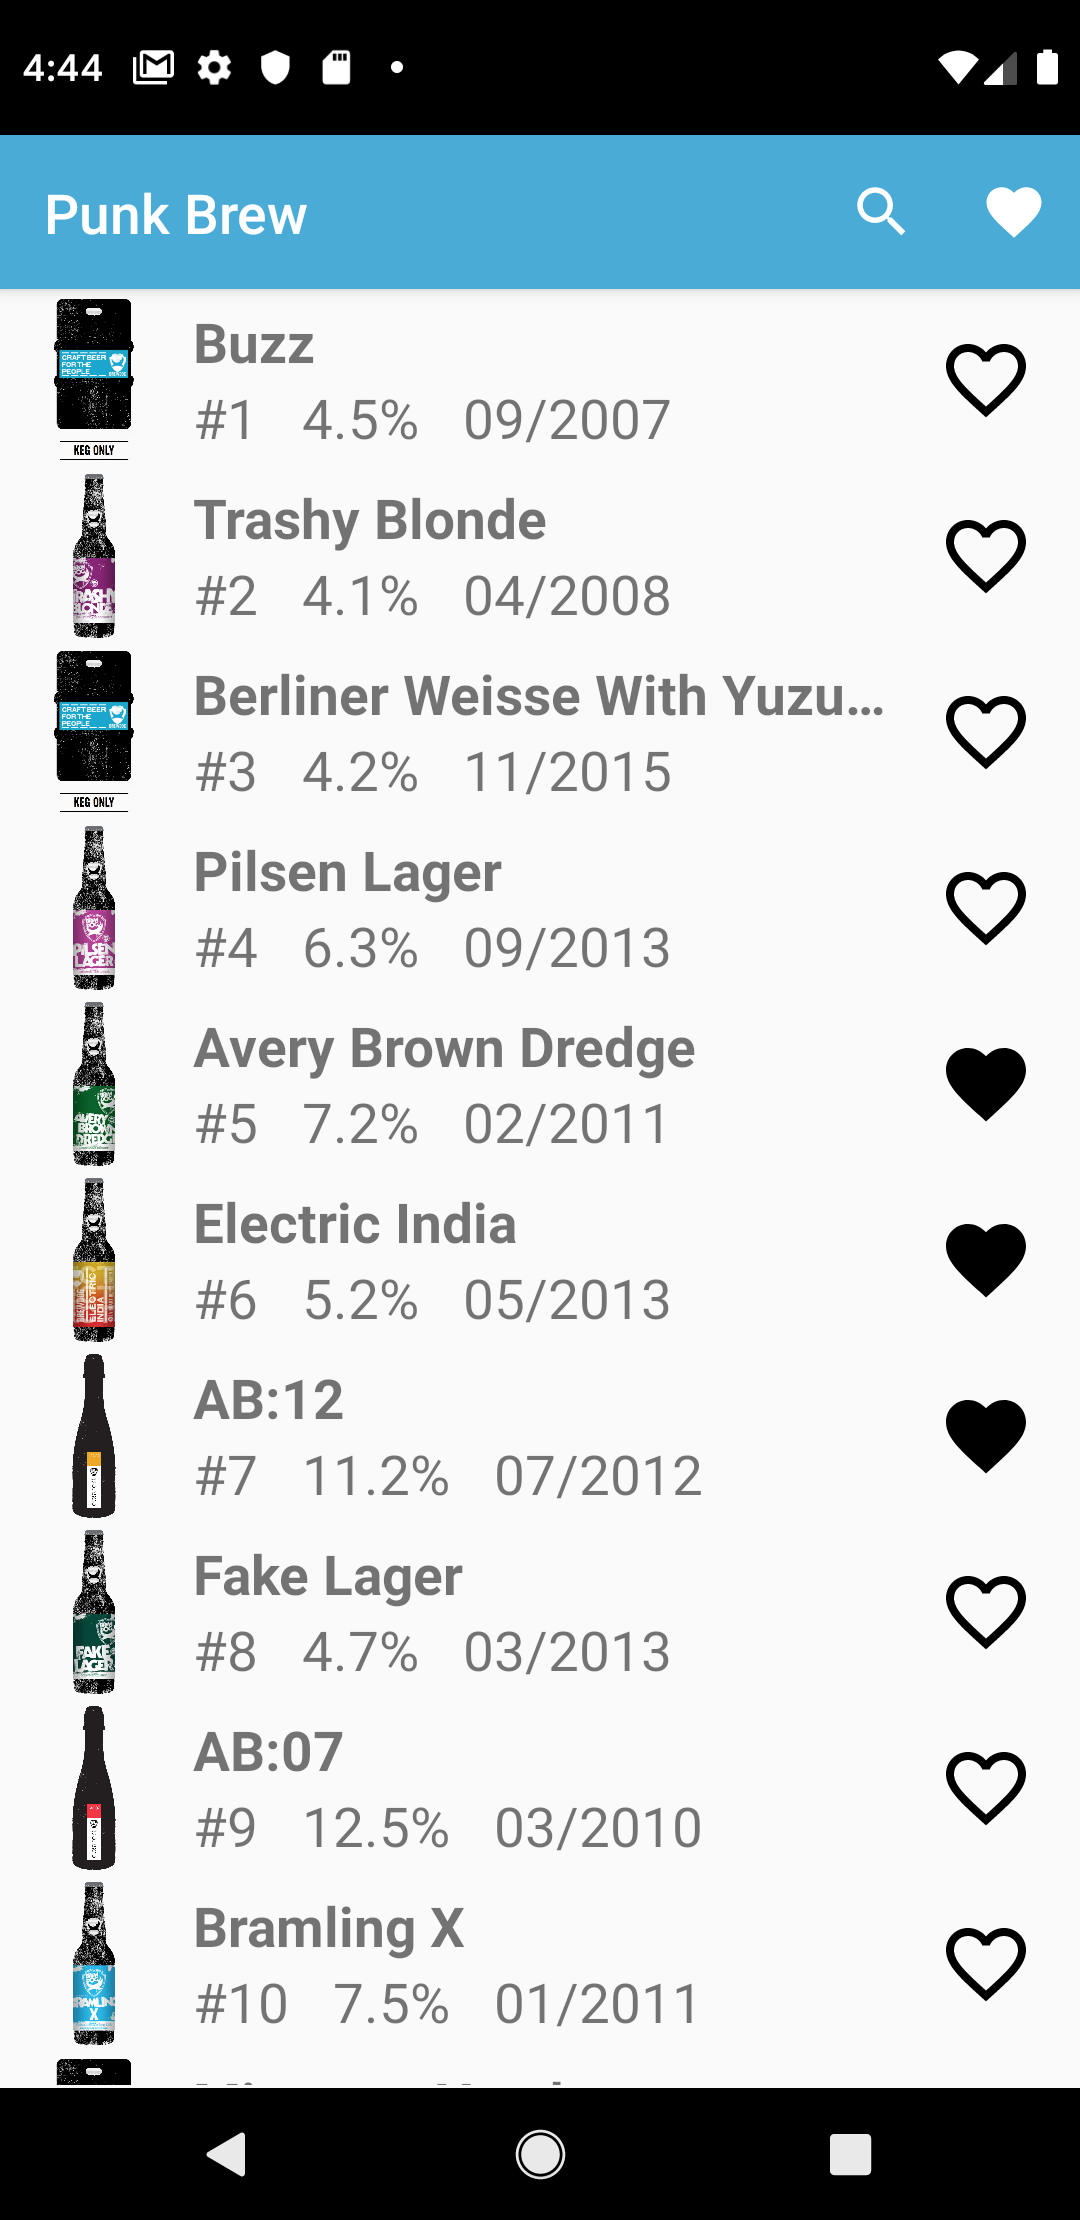 4:44
Punk Brew
CRAFT BEER
FOR THE
PEOPLE
KEG ONLY
Buzz
#1 4.5% 09/2007
TRASHY
BLONDE
Trashy Blonde
#2 4.1% 04/2008
CRAFT BEER
FOR THE
PEOPLE
KEG ONLY
Berliner Weisse With Yuzu...
#3 4.2% 11/2015
PILSEN
LAGER
Pilsen Lager
#4 6.3% 09/2013
AVERY
BROWN
DREDGE
Avery Brown Dredge
#5 7.2% 02/2011
BREWDOG
ELECTRIC
INDIA
Electric India
#6 5.2% 05/2013
AB:12
#7 11.2% 07/2012
FAKE
LAGER
Fake Lager
#8 4.7% 03/2013
AB:07
#9 12.5% 03/2010
BRAMLING
X
Bramling X
#10 7.5% 01/2011